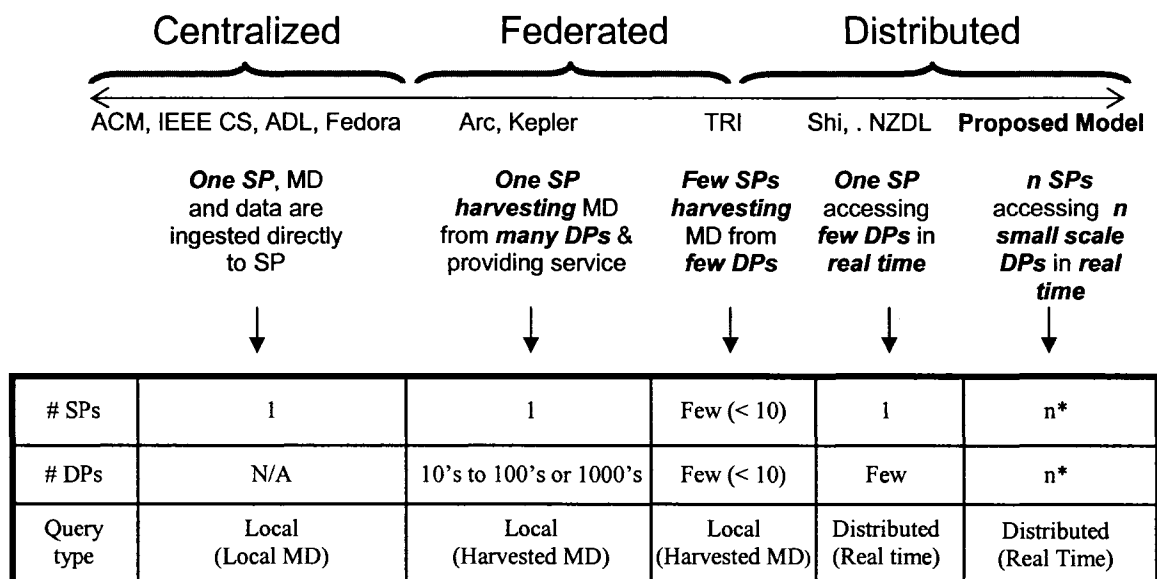 Centralized Federated Distributed
ACM, IEEE CS, ADL, Fedora Arc, Kepler TRI Shi, . NZDL Proposed Model
One SP, MD
and data are
ingested directly
to SP
One SP
harvesting MD
from many DPs &
providing service
Few SPs
harvesting
MD from
few DPs
One SP
accessing
few DPs in
real time
n SPs
accessing n
small scale
DPs in real
time
# SPs 1 1 Few (< 10) 1 n*
# DPs N/A 10's to 100's or 1000's Few (< 10) Few n*
Query
type
Local
(Local MD)
Local
(Harvested MD)
Local
(Harvested MD)
Distributed
(Real time)
Distributed
(Real Time)